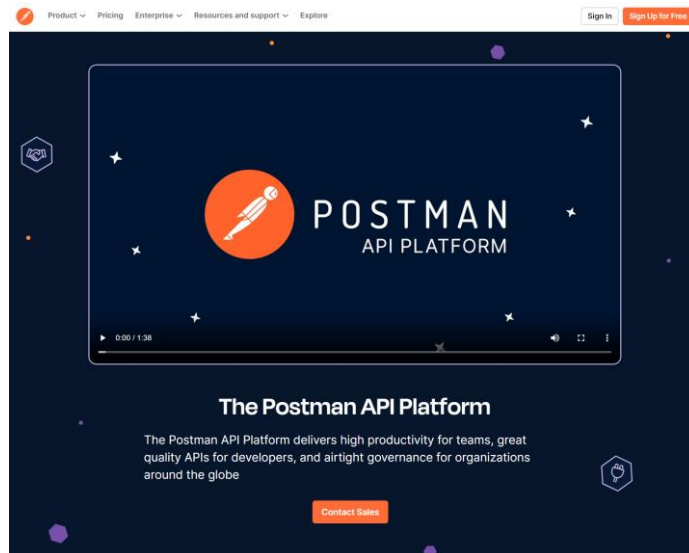 Product Pricing Enterprise Resources and support Explore Sign In Sign Up for Free
POSTMAN
API PLATFORM
0:00 / 1:38
The Postman API Platform
The Postman API Platform delivers high productivity for teams, great
quality APIs for developers, and airtight governance for organizations
around the globe
Contact Sales